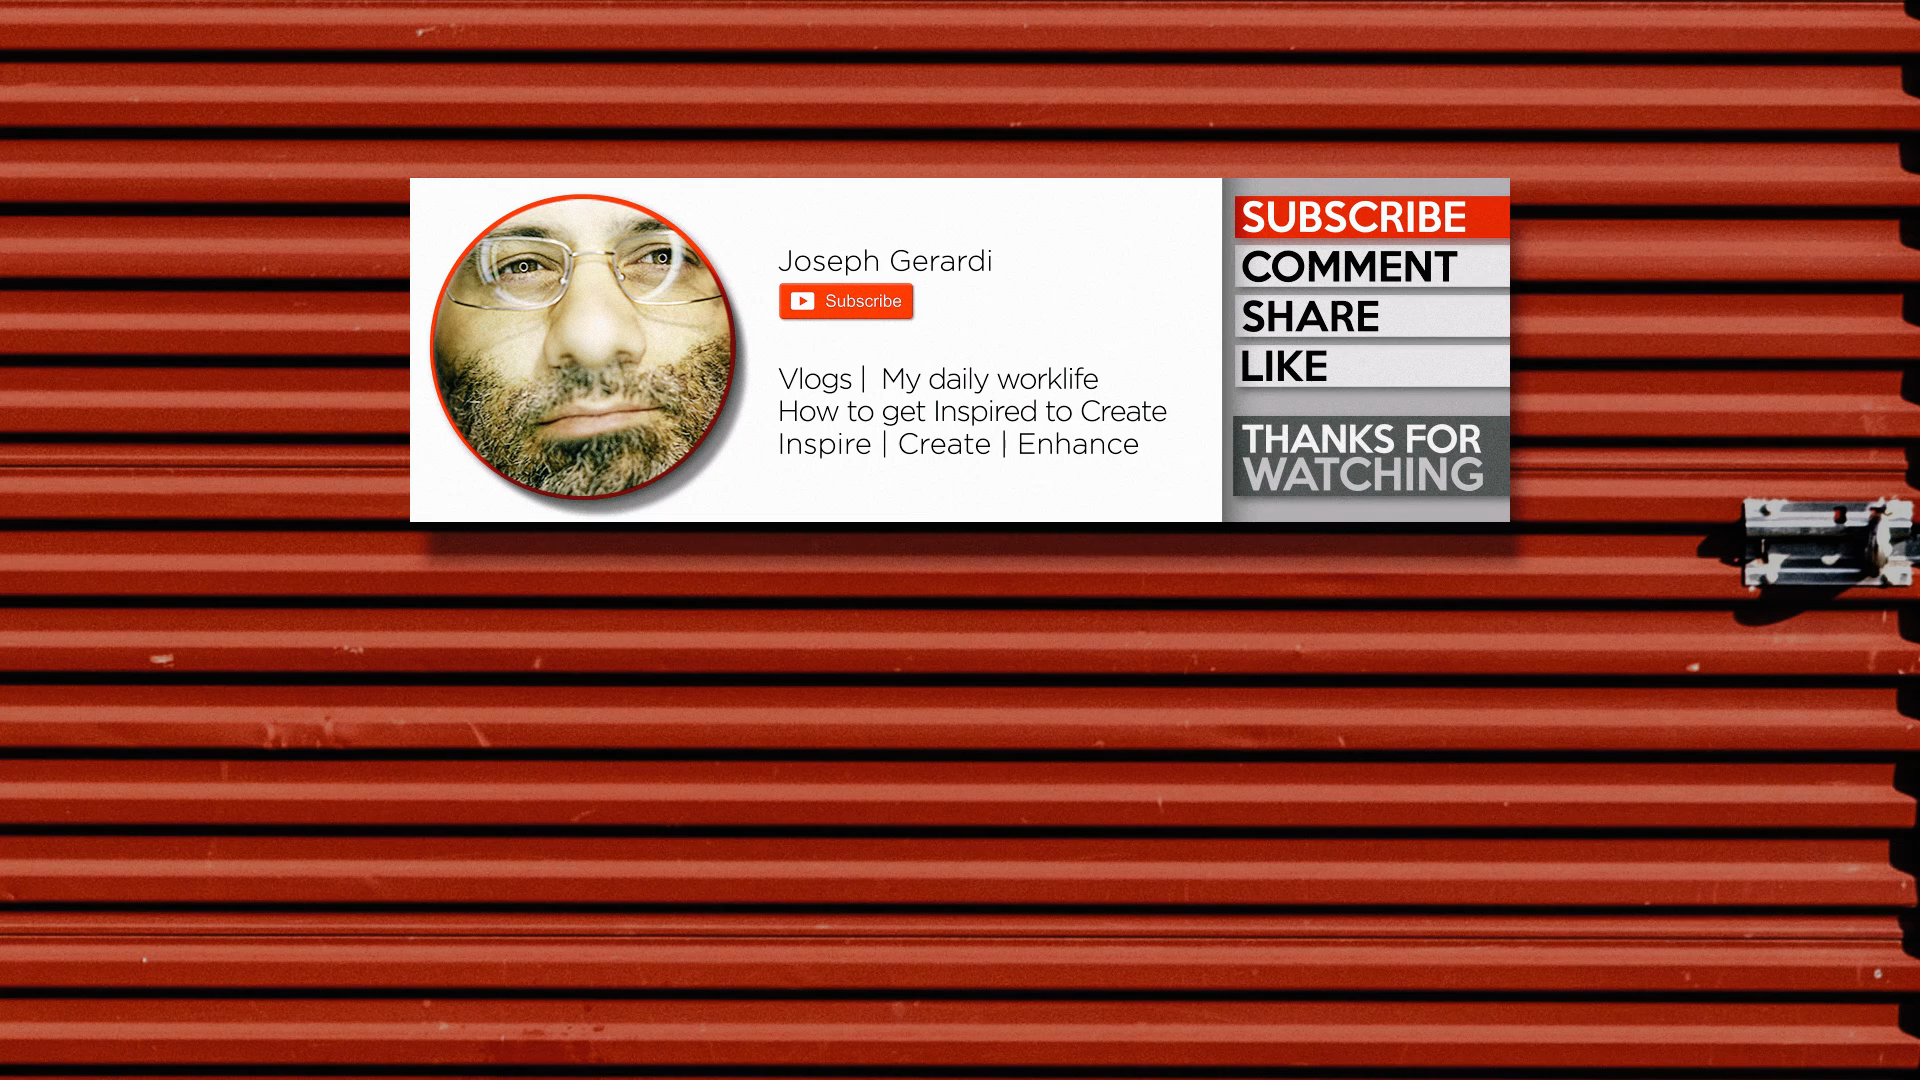 Joseph Gerardi
Subscribe
Vlogs | My daily worklife
How to get Inspired to Create
Inspire | Create | Enhance
SUBSCRIBE
COMMENT
SHARE
LIKE
THANKS FOR
WATCHING